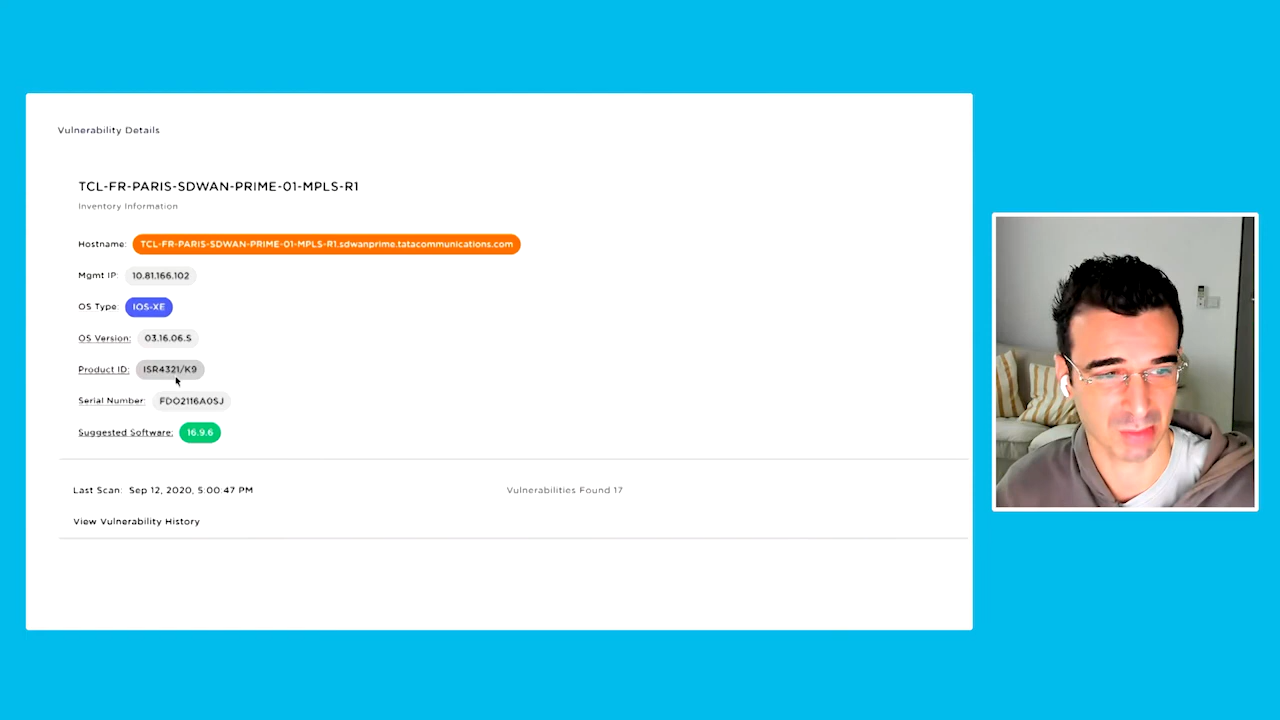 Vulnerability Details
TCL-FR-PARIS-SDWAN-PRIME-01-MPLS-R1
Inventory Information
Hostname: TCL-FR-PARIS-SDWAN-PRIME-01-MPLS-R1.sdwanprime.tatacommunications.com
Mgmt IP: 10.81.166.102
OS Type: IOS-XE
OS Version: 03.16.06.S
Product ID: ISR4321/K9
Serial Number: FDO2116A0SJ
Suggested Software: 16.9.6
Last Scan: Sep 12, 2020, 5:00:47 PM Vulnerabilities Found 17
View Vulnerability History